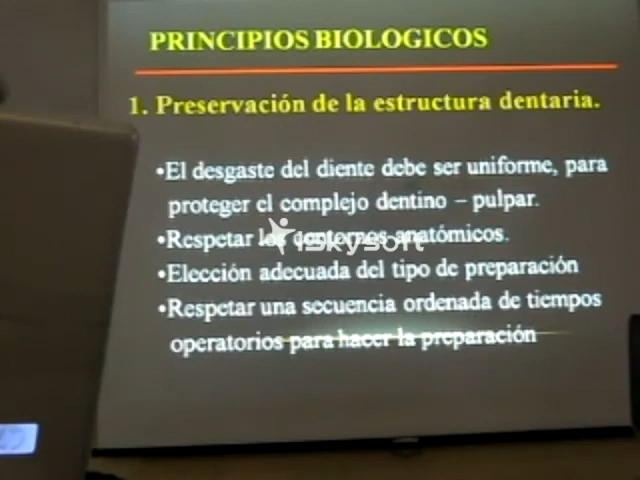 PRINCIPIOS BIOLOGICOS
1. Preservación de la estructura dentaria.
•El desgaste del diente debe ser uniforme, para
proteger el complejo dentino – pulpar.
•Respetar los contornos anatómicos.
iSkysoft
•Elección adecuada del tipo de preparación
•Respetar una secuencia ordenada de tiempos
operatorios para hacer la preparación